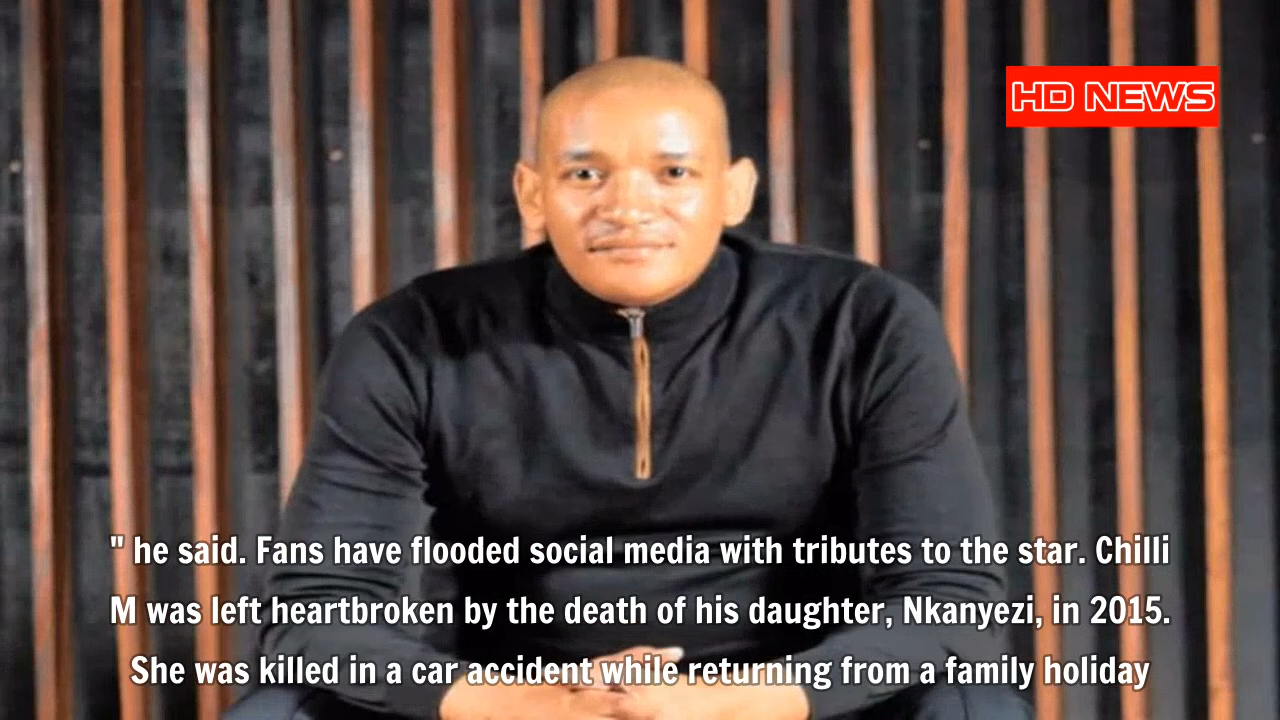 HD NEWS
" he said. Fans have flooded social media with tributes to the star. Chilli
M was left heartbroken by the death of his daughter, Nkanyezi, in 2015.
She was killed in a car accident while returning from a family holiday